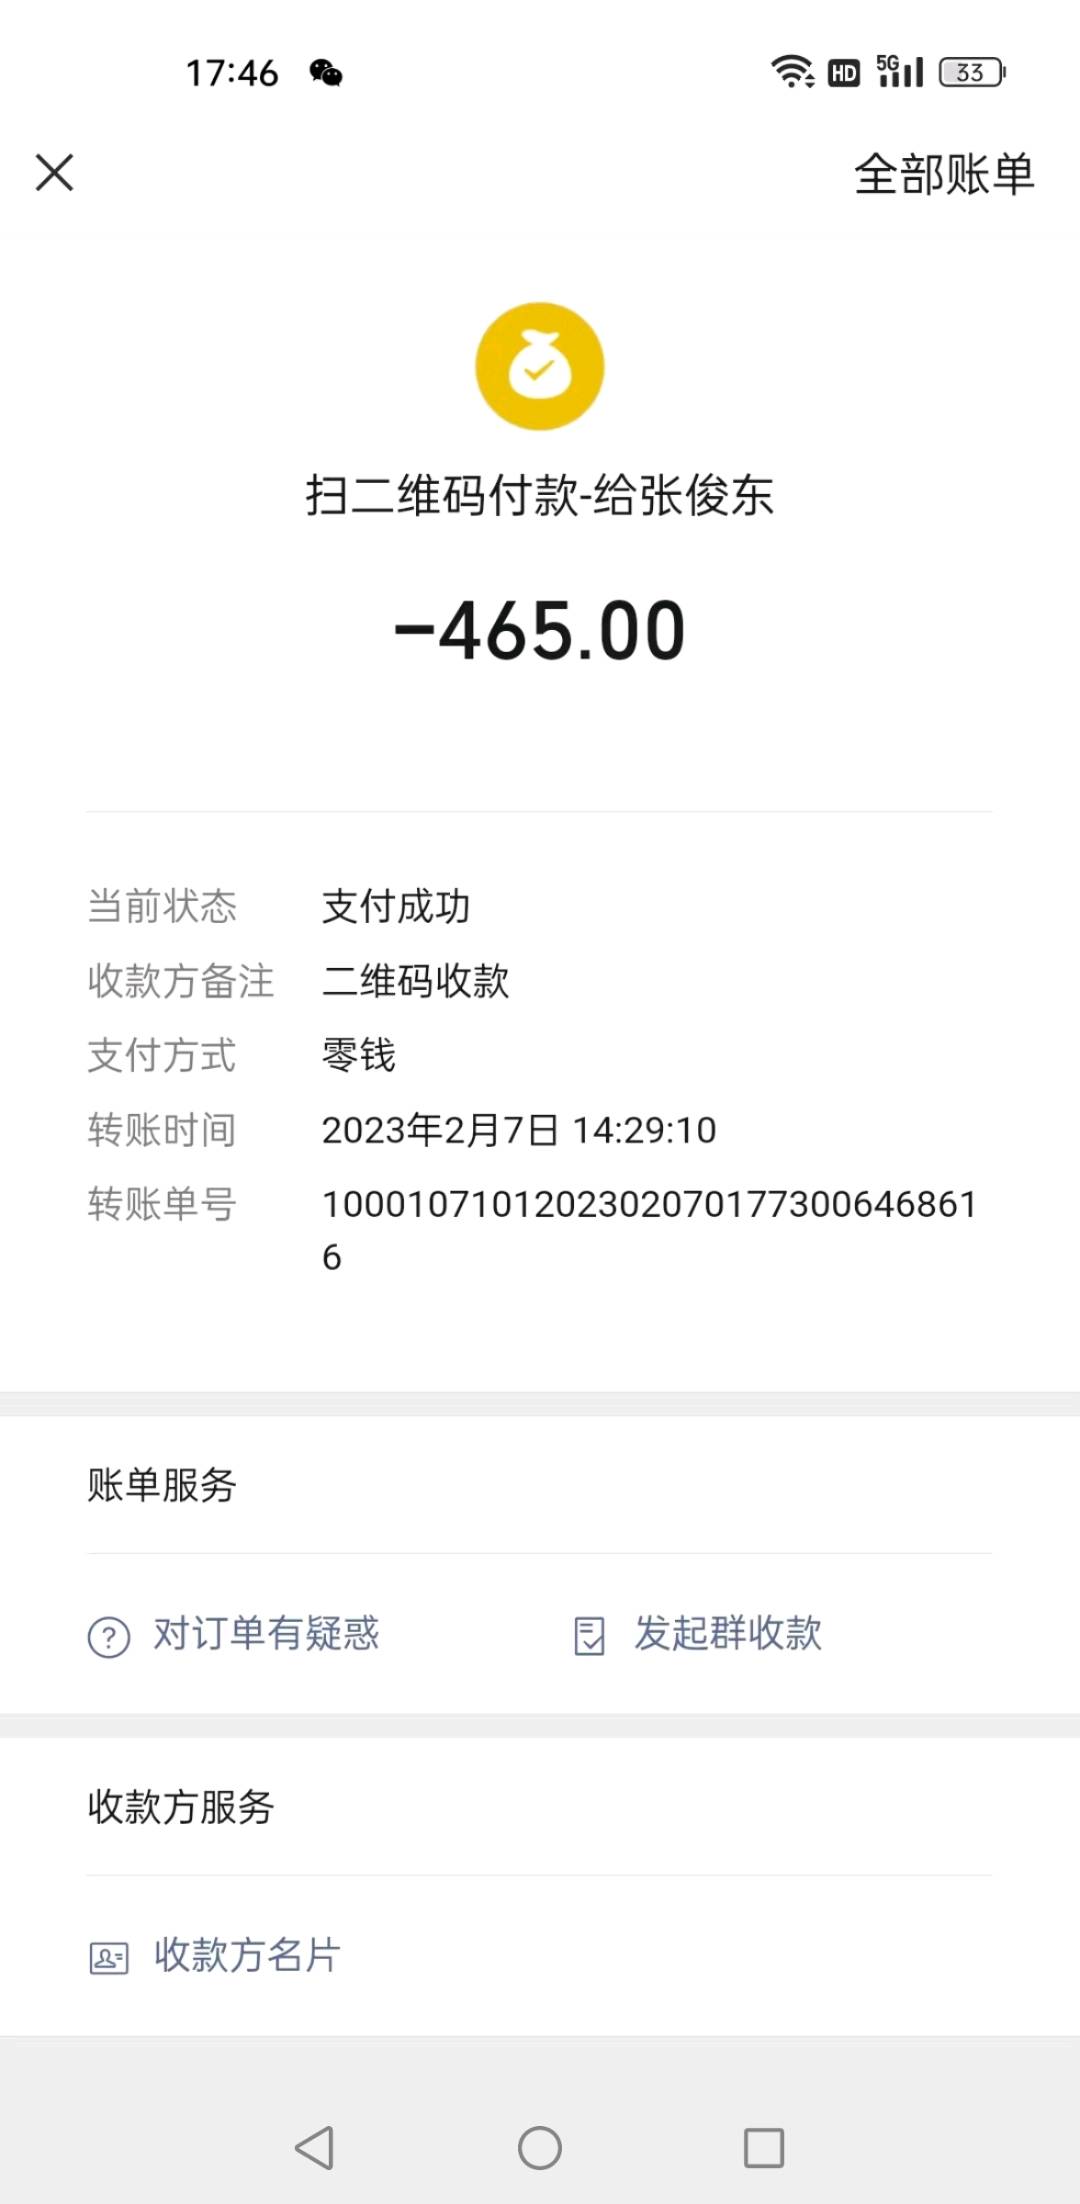 17:46 HD 5G 33
全部账单
扫二维码付款-给张俊东
-465.00
当前状态 支付成功
收款方备注 二维码收款
支付方式 零钱
转账时间 2023年2月7日 14:29:10
转账单号 1000107101202302070177300646861
6
账单服务
对订单有疑惑 发起群收款
收款方服务
收款方名片